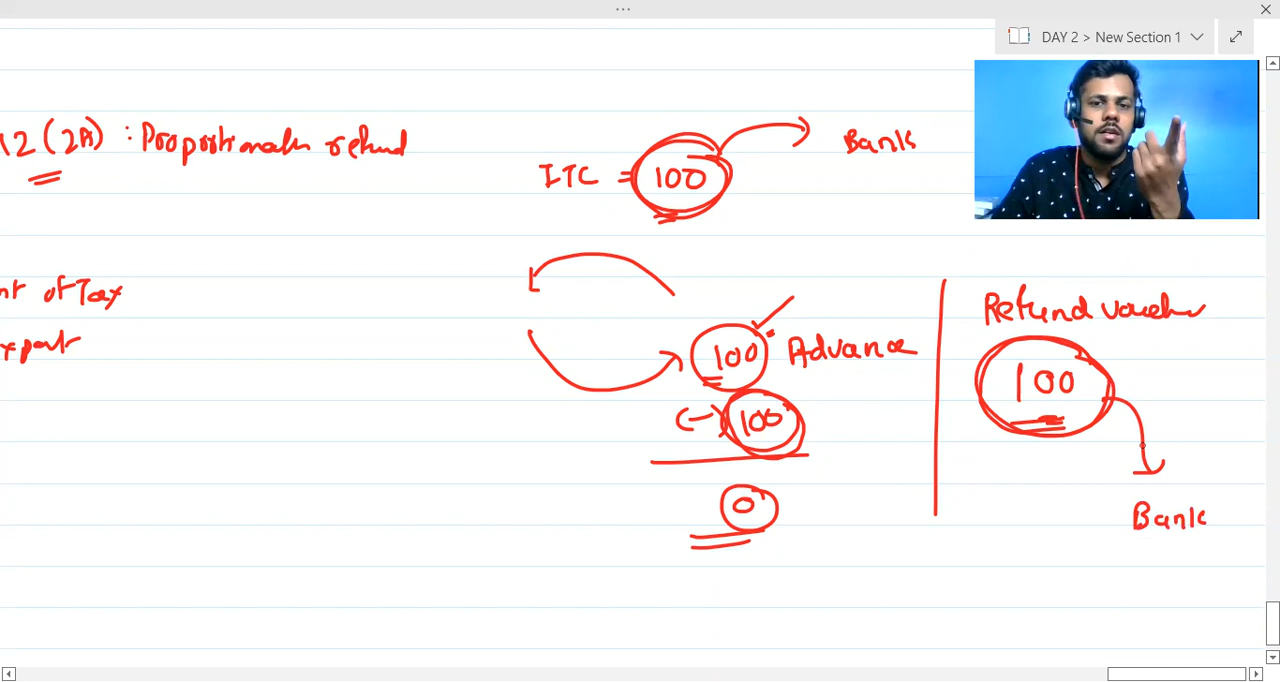 ...
DAY 2 > New Section 1
12 (2A) : Proportionate refund
ITC = 100
Bank
nt of Tax
xport
100 Advance
(-) 100
0
Refund voucher
100
Bank